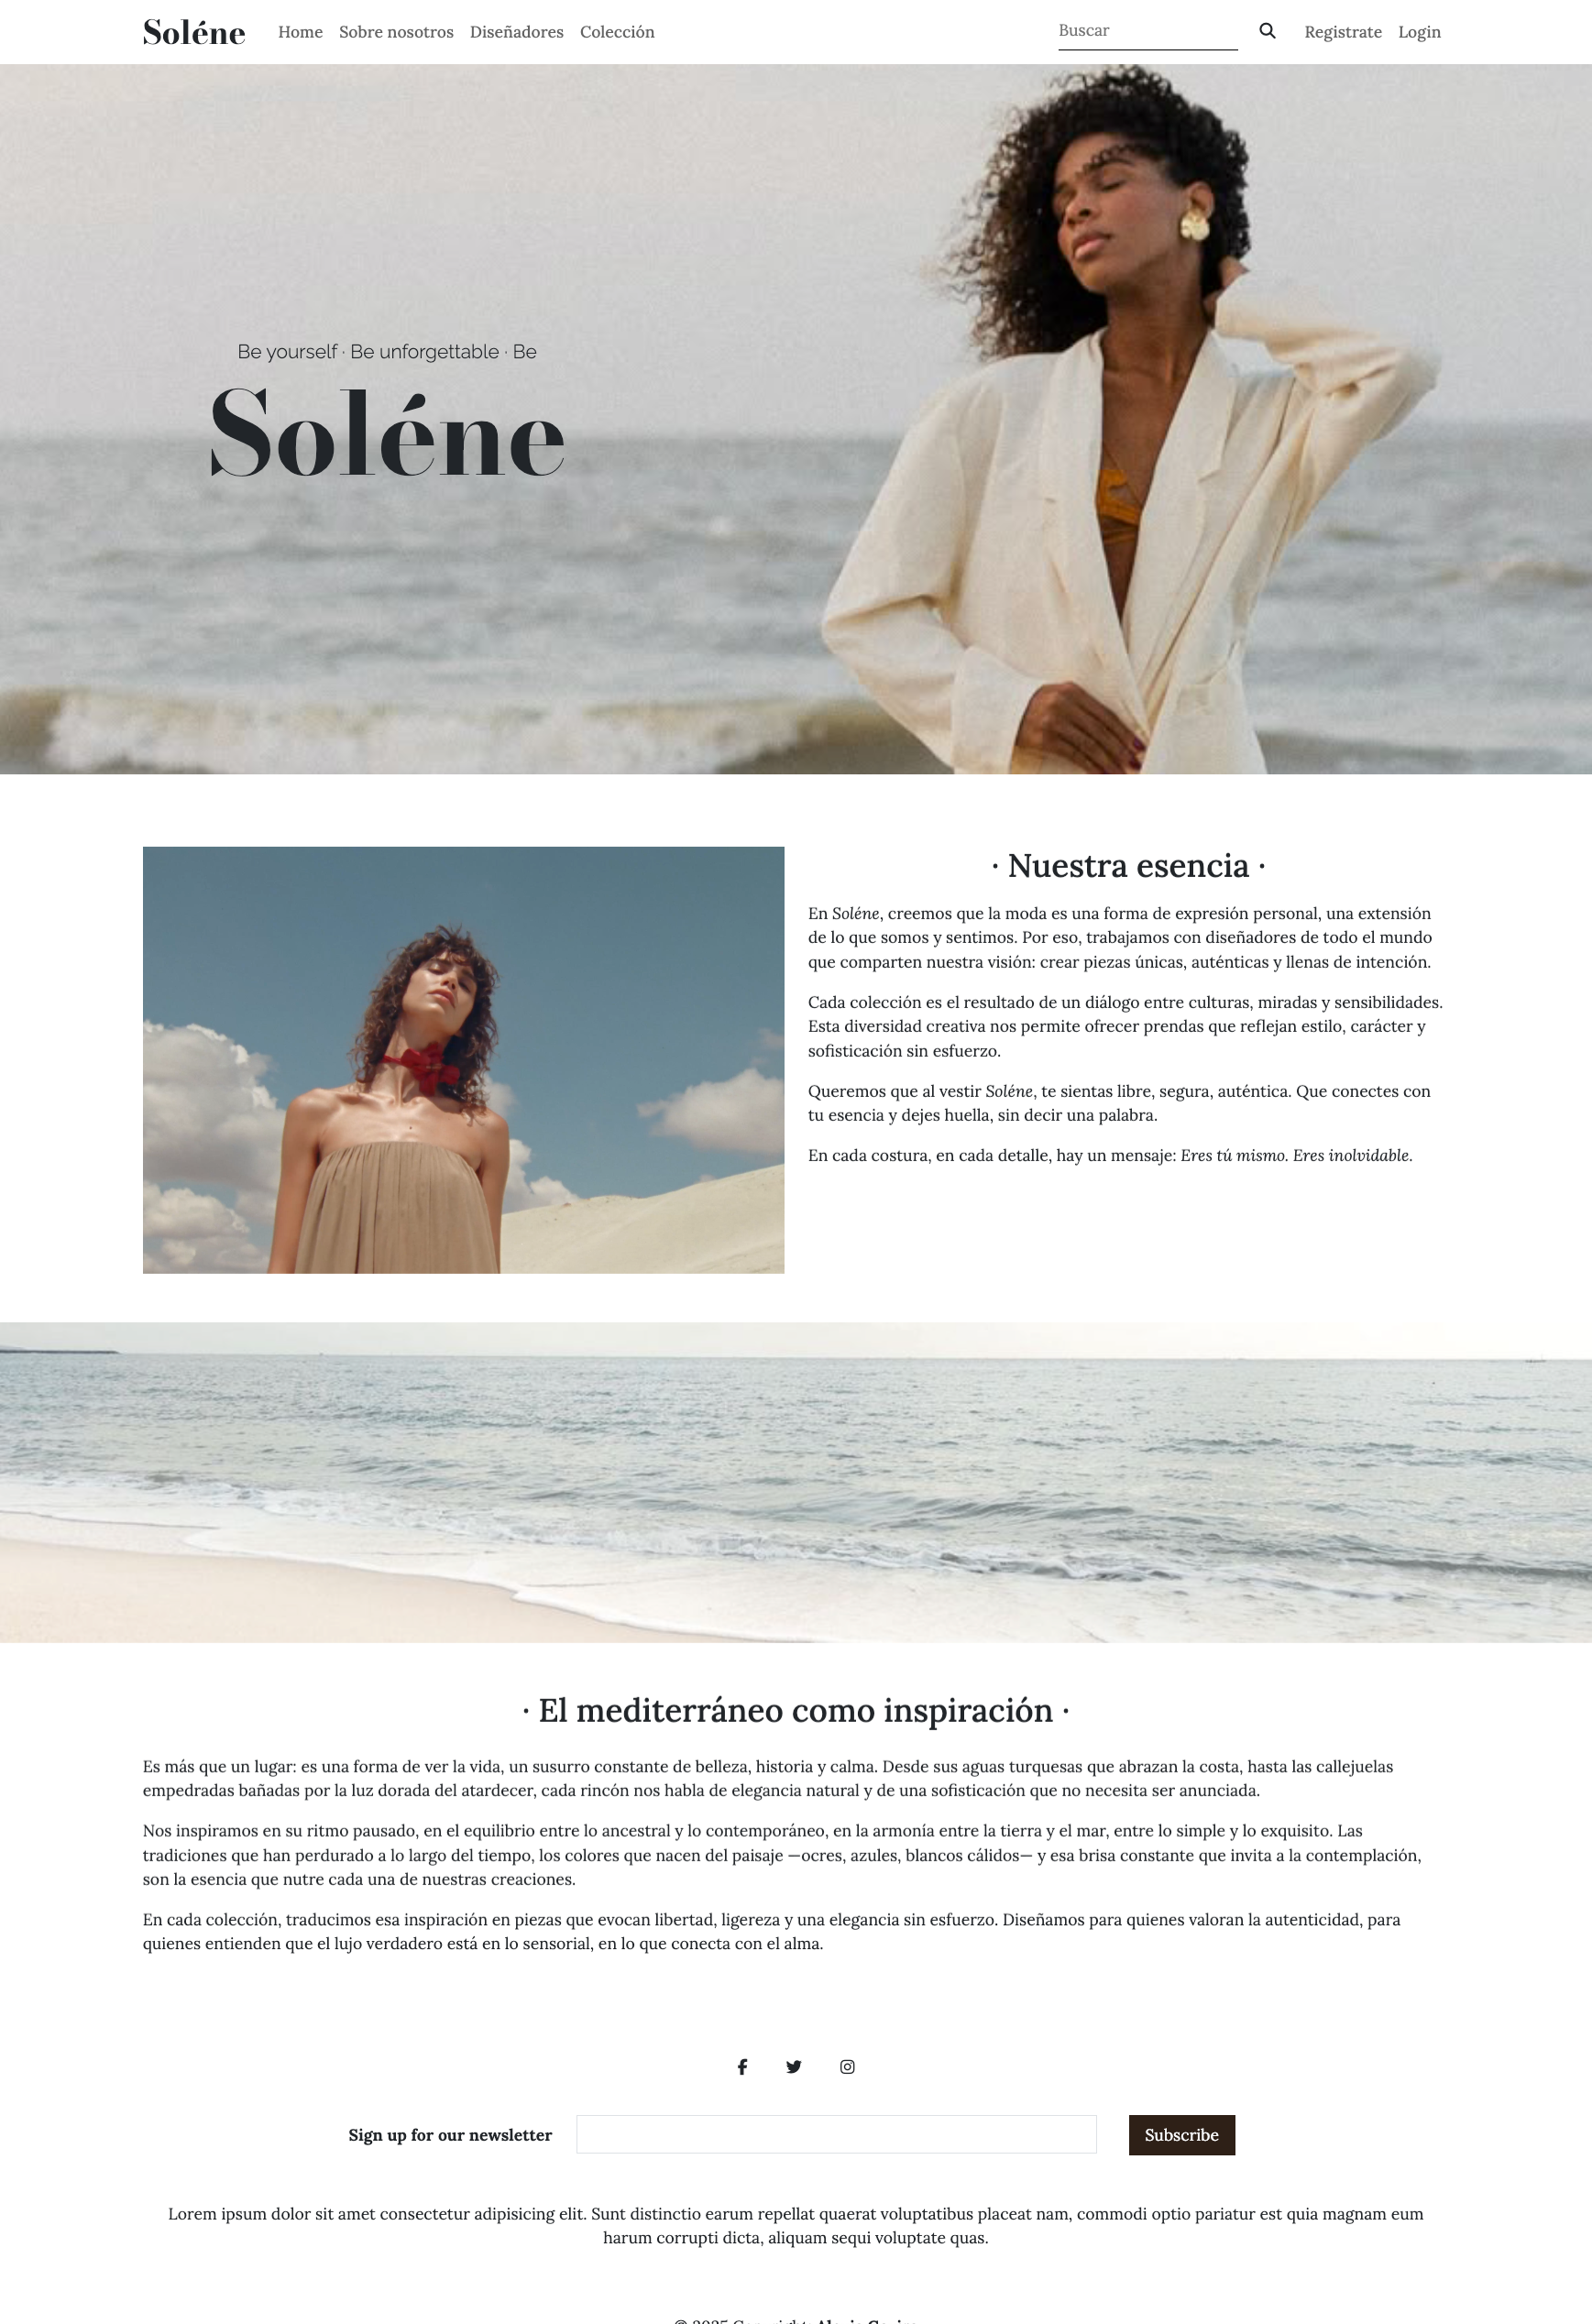 Soléne Home Sobre nosotros Diseñadores Colección Buscar Registrate Login
Be yourself · Be unforgettable · Be
Soléne
· Nuestra esencia ·
En Soléne, creemos que la moda es una forma de expresión personal, una extensión
de lo que somos y sentimos. Por eso, trabajamos con diseñadores de todo el mundo
que comparten nuestra visión: crear piezas únicas, auténticas y llenas de intención.
Cada colección es el resultado de un diálogo entre culturas, miradas y sensibilidades.
Esta diversidad creativa nos permite ofrecer prendas que reflejan estilo, carácter y
sofisticación sin esfuerzo.
Queremos que al vestir Soléne, te sientas libre, segura, auténtica. Que conectes con
tu esencia y dejes huella, sin decir una palabra.
En cada costura, en cada detalle, hay un mensaje: Eres tú mismo. Eres inolvidable.
· El mediterráneo como inspiración ·
Es más que un lugar: es una forma de ver la vida, un susurro constante de belleza, historia y calma. Desde sus aguas turquesas que abrazan la costa, hasta las callejuelas
empedradas bañadas por la luz dorada del atardecer, cada rincón nos habla de elegancia natural y de una sofisticación que no necesita ser anunciada.
Nos inspiramos en su ritmo pausado, en el equilibrio entre lo ancestral y lo contemporáneo, en la armonía entre la tierra y el mar, entre lo simple y lo exquisito. Las
tradiciones que han perdurado a lo largo del tiempo, los colores que nacen del paisaje —ocres, azules, blancos cálidos— y esa brisa constante que invita a la contemplación,
son la esencia que nutre cada una de nuestras creaciones.
En cada colección, traducimos esa inspiración en piezas que evocan libertad, ligereza y una elegancia sin esfuerzo. Diseñamos para quienes valoran la autenticidad, para
quienes entienden que el lujo verdadero está en lo sensorial, en lo que conecta con el alma.
Sign up for our newsletter Subscribe
Lorem ipsum dolor sit amet consectetur adipisicing elit. Sunt distinctio earum repellat quaerat voluptatibus placeat nam, commodi optio pariatur est quia magnam eum
harum corrupti dicta, aliquam sequi voluptate quas.
© 2025 Copyright: